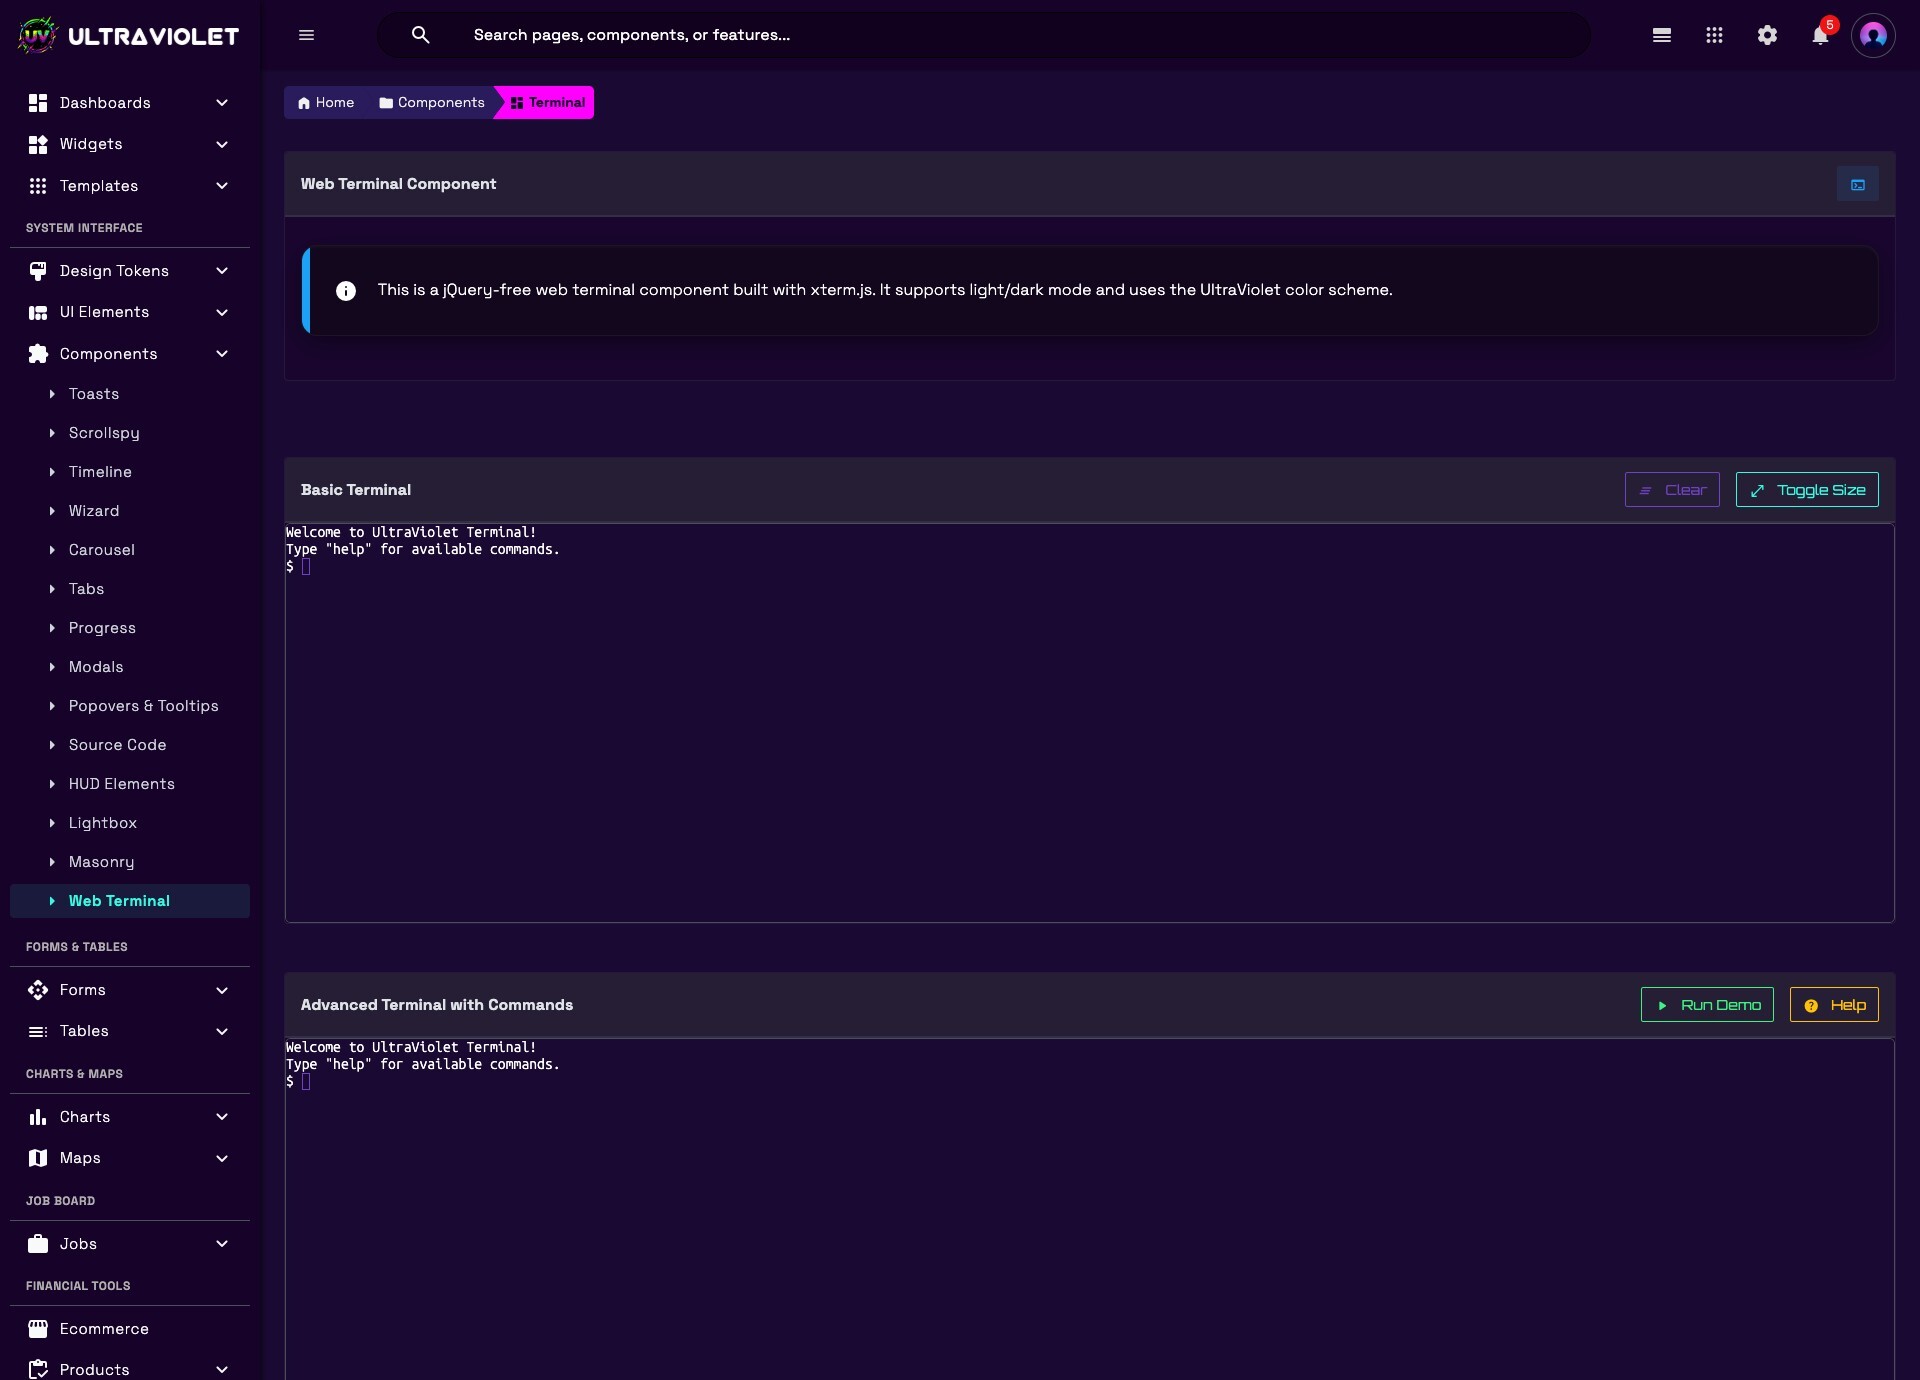 ULTRAVIOLET
Search pages, components, or features...
5
Dashboards
Widgets
Templates
SYSTEM INTERFACE
Design Tokens
UI Elements
Components
Toasts
Scrollspy
Timeline
Wizard
Carousel
Tabs
Progress
Modals
Popovers & Tooltips
Source Code
HUD Elements
Lightbox
Masonry
Web Terminal
FORMS & TABLES
Forms
Tables
CHARTS & MAPS
Charts
Maps
JOB BOARD
Jobs
FINANCIAL TOOLS
Ecommerce
Products
Home Components Terminal
Web Terminal Component
This is a jQuery-free web terminal component built with xterm.js. It supports light/dark mode and uses the UltraViolet color scheme.
Basic Terminal
Clear
Toggle Size
Welcome to UltraViolet Terminal!
Type "help" for available commands.
$
Advanced Terminal with Commands
Run Demo
Help
Welcome to UltraViolet Terminal!
Type "help" for available commands.
$